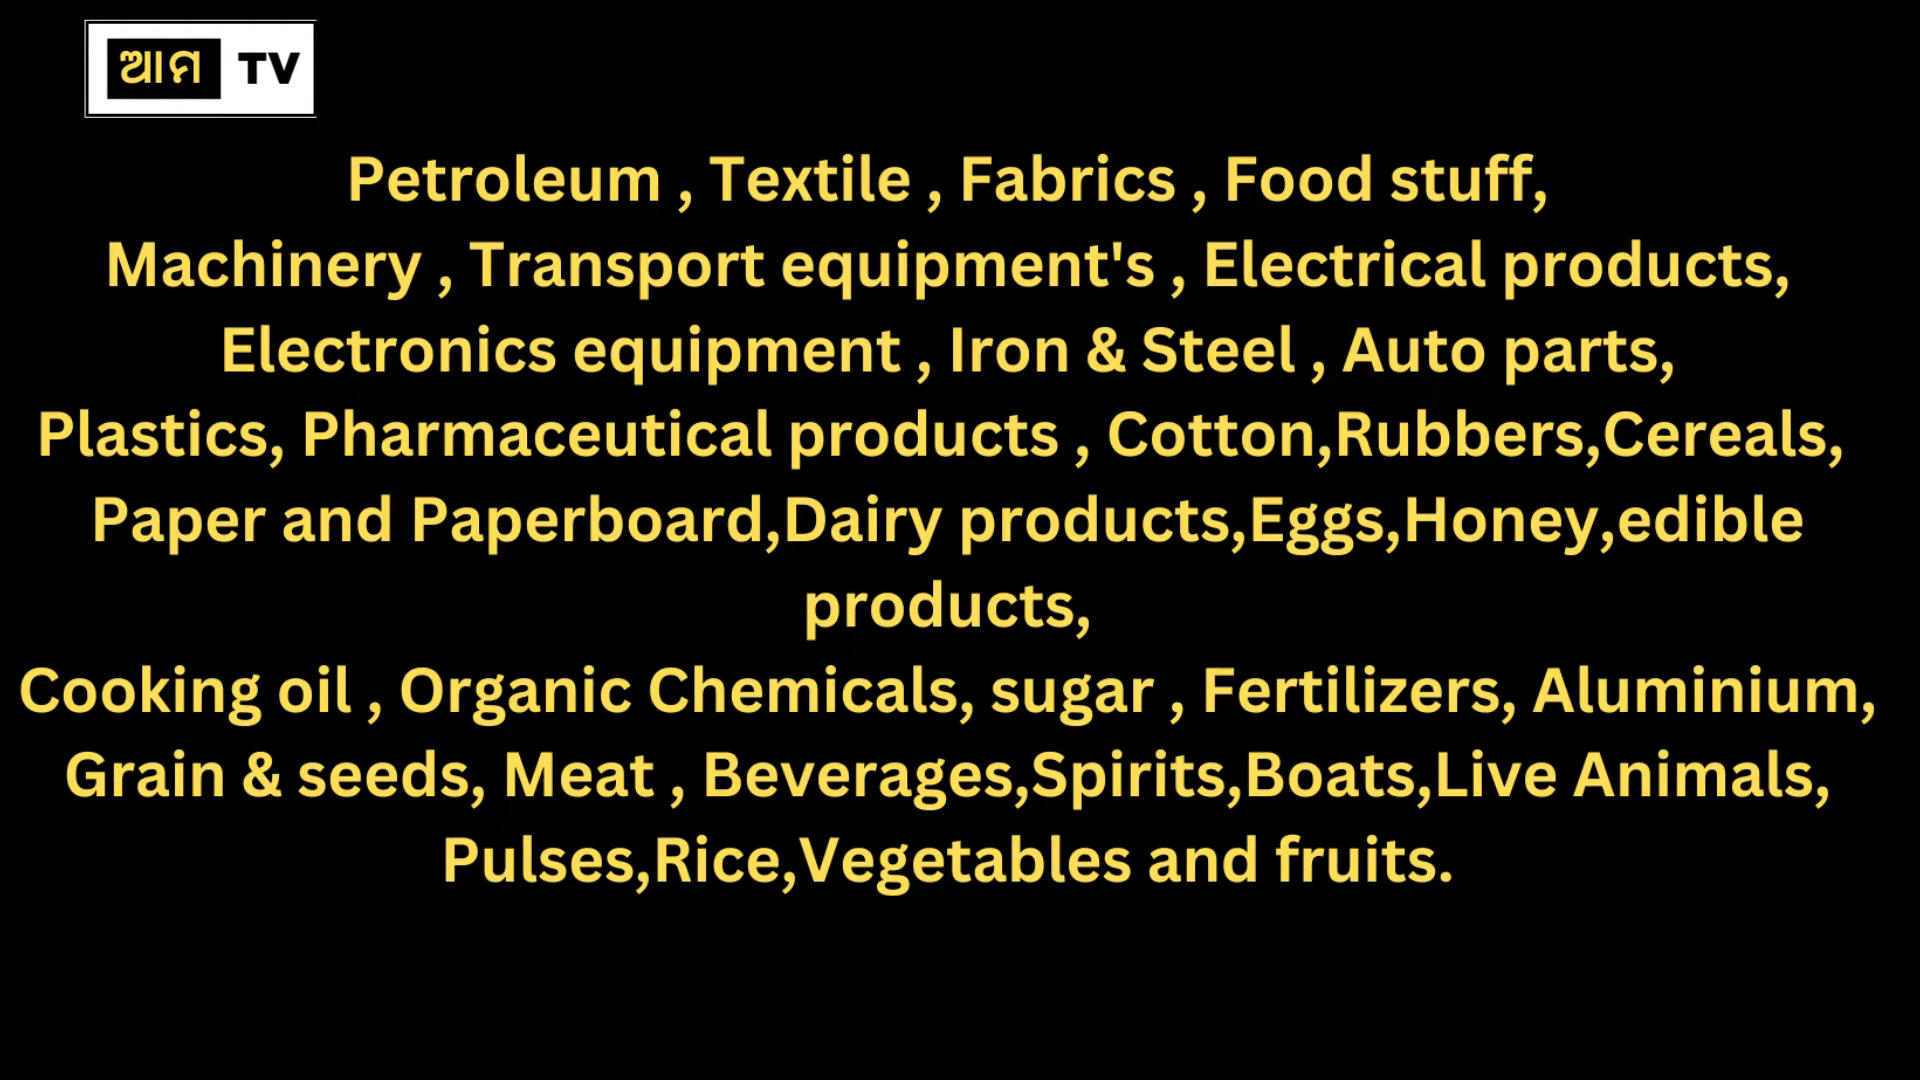 ଆମ TV
Petroleum , Textile , Fabrics , Food stuff,
Machinery , Transport equipment's , Electrical products,
Electronics equipment , Iron & Steel , Auto parts,
Plastics, Pharmaceutical products , Cotton,Rubbers,Cereals,
Paper and Paperboard,Dairy products,Eggs,Honey,edible
products,
Cooking oil , Organic Chemicals, sugar , Fertilizers, Aluminium,
Grain & seeds, Meat , Beverages,Spirits,Boats,Live Animals,
Pulses,Rice,Vegetables and fruits.